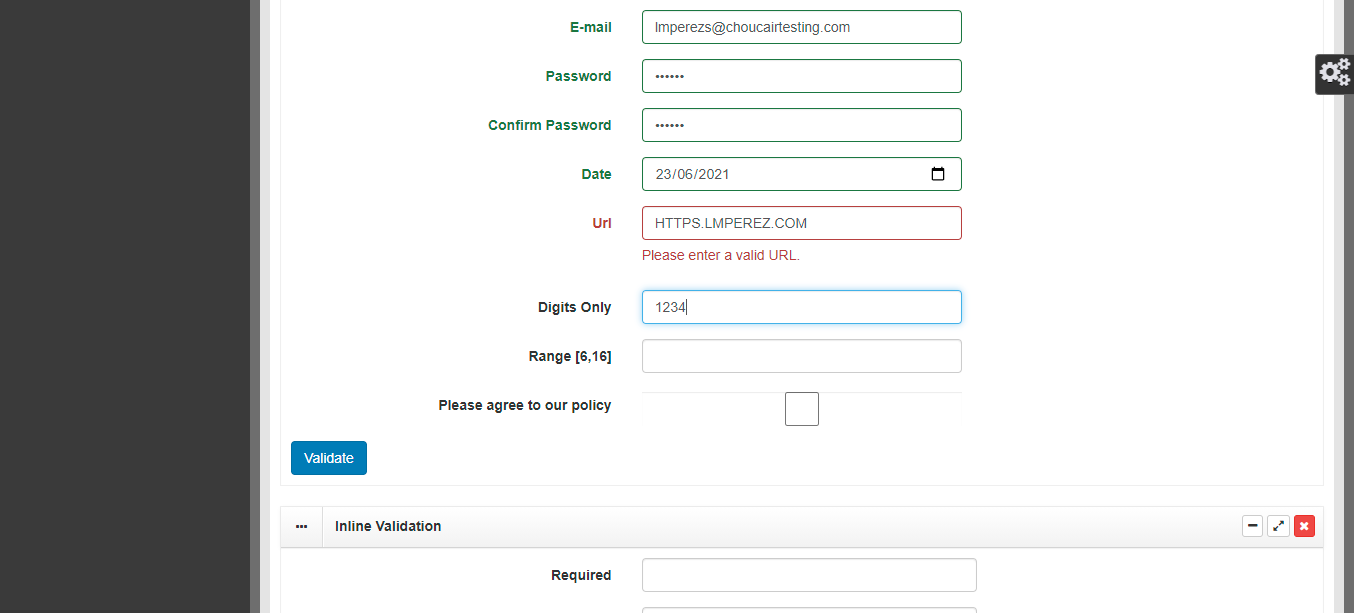 E-mail lmperezs@choucairtesting.com
Password ••••••
Confirm Password ••••••
Date 23/06/2021
Url HTTPS.LMPEREZ.COM
Please enter a valid URL.
Digits Only 1234
Range [6,16]
Please agree to our policy
Validate
Inline Validation
Required